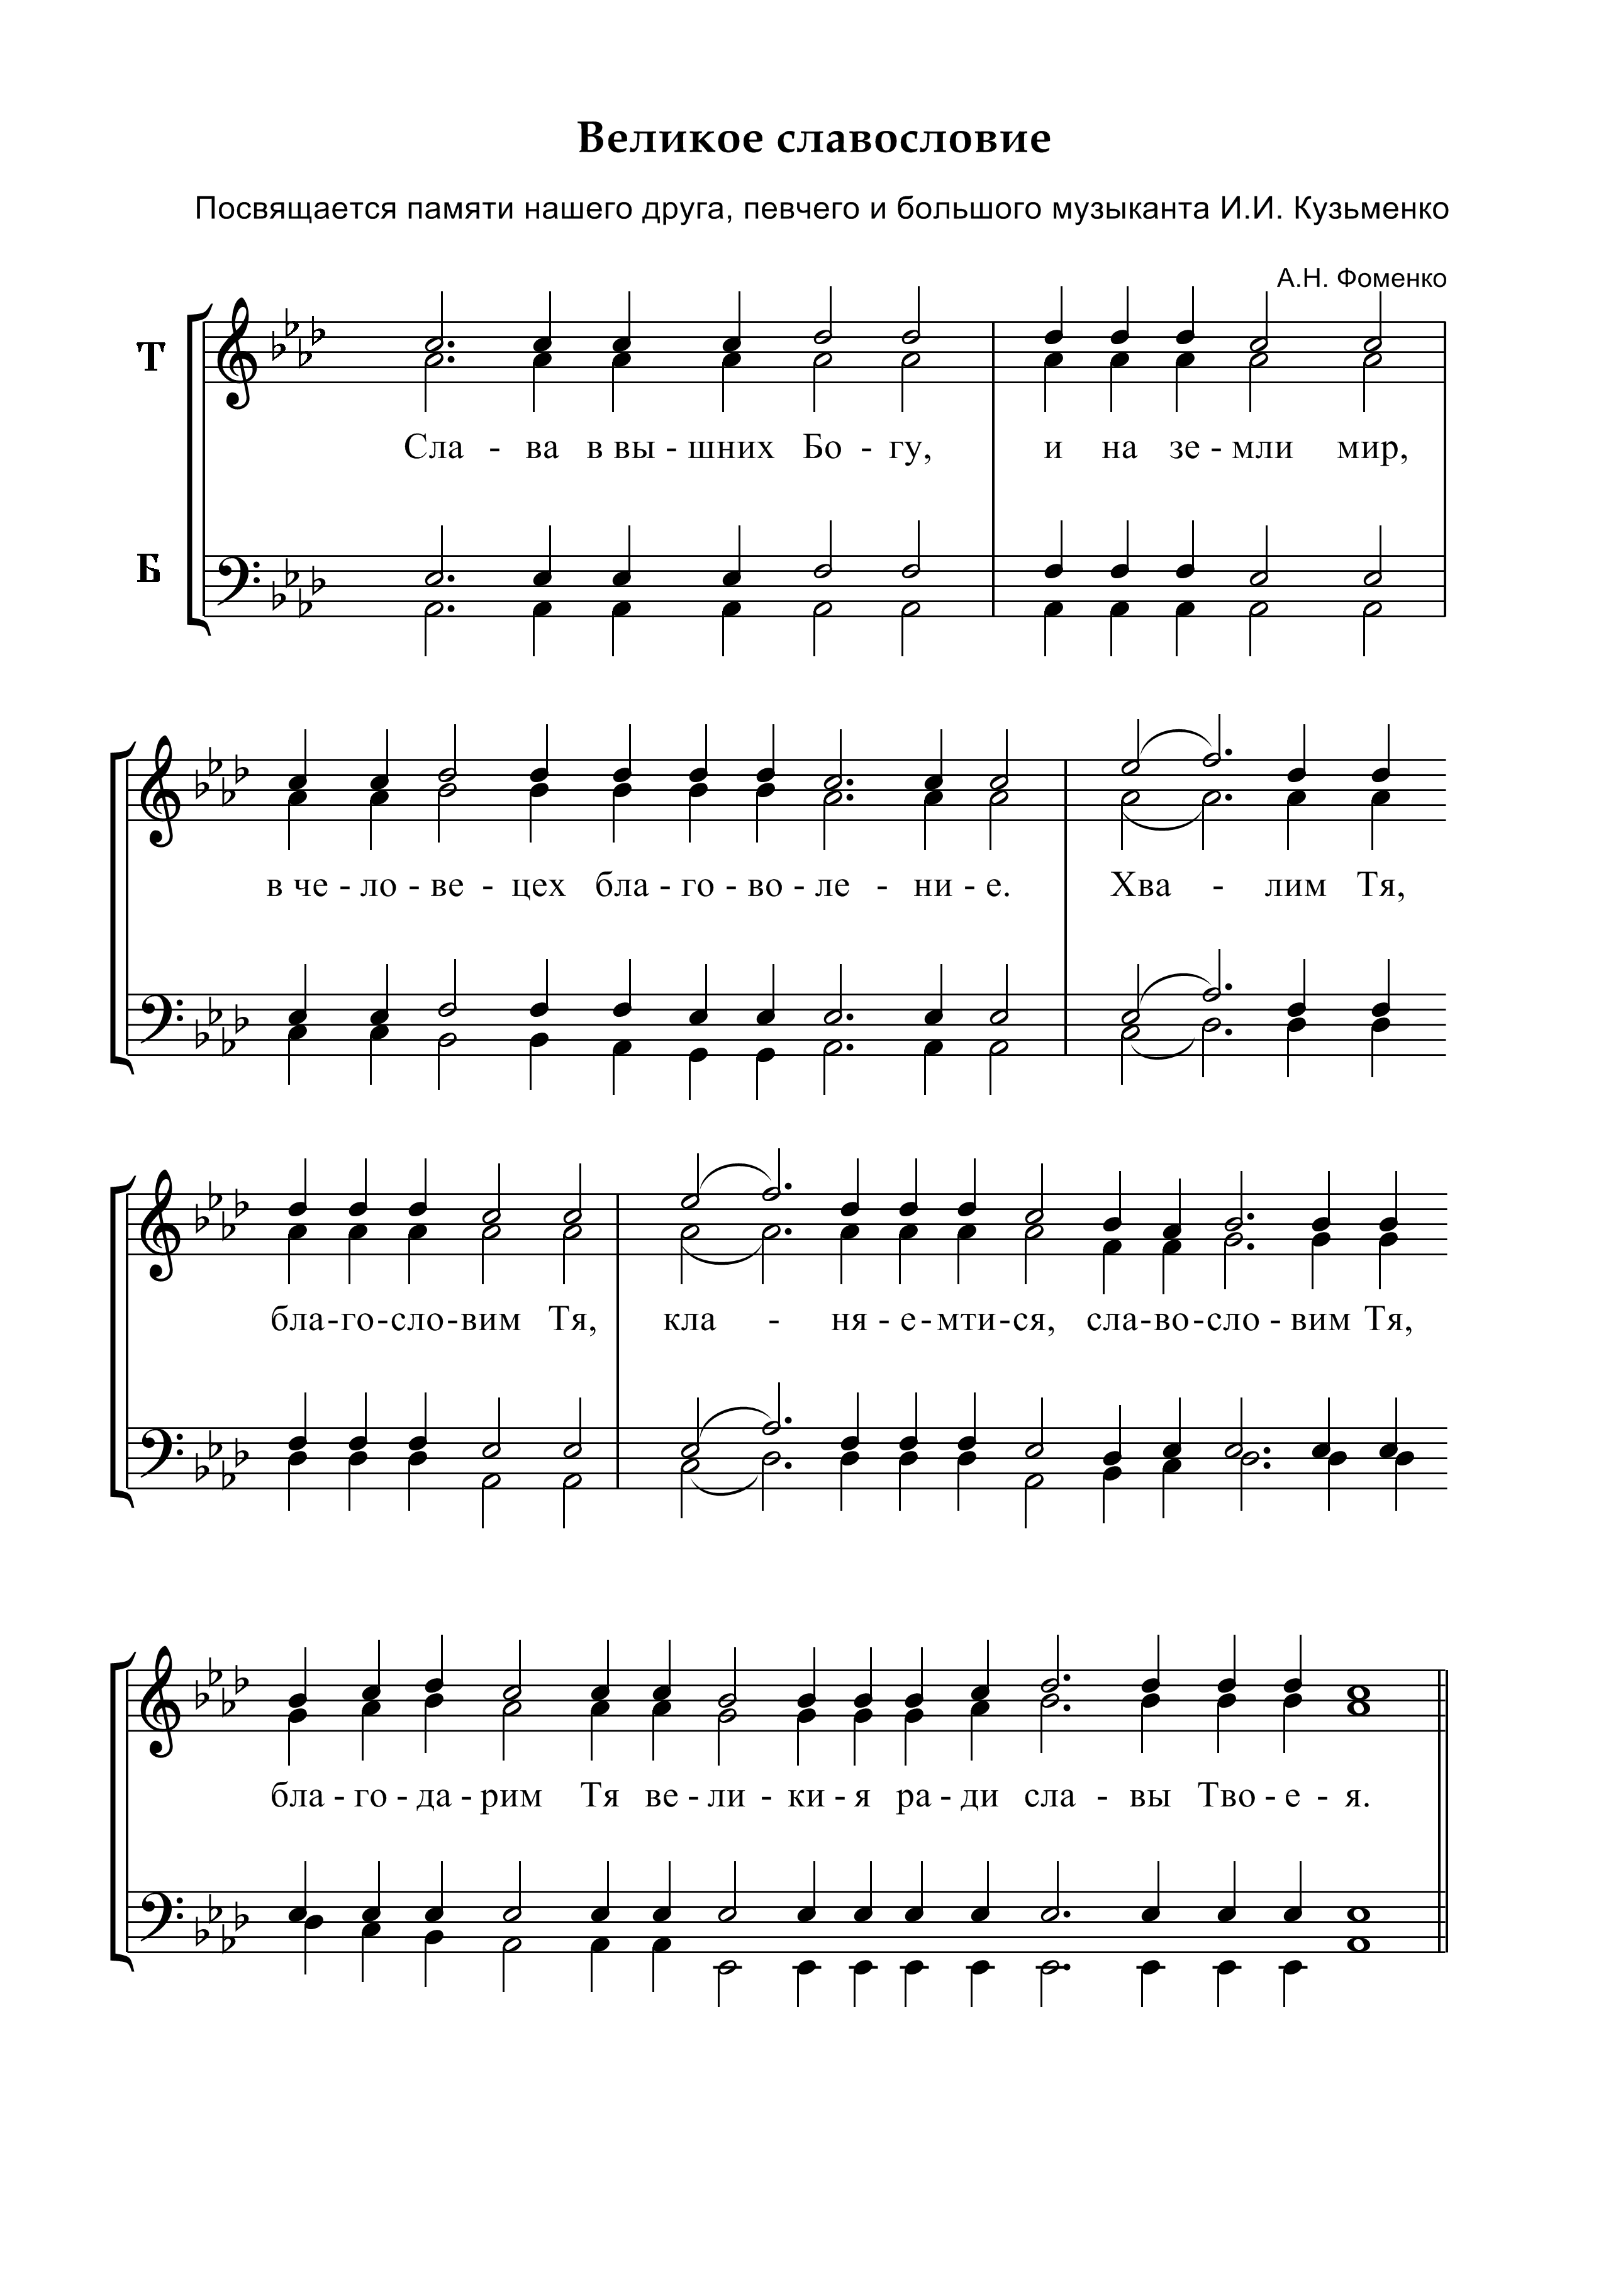 Великое славословие
Посвящается памяти нашего друга, певчего и большого музыканта И.И. Кузьменко
А.Н. Фоменко
Т
Сла - ва в вы - шних Бо - гу, и на зе - мли мир,
Б
в че - ло - ве - цех бла - го - во - ле - ни - е. Хва - лим Тя,
бла-го-сло-вим Тя, кла - ня - е-мти-ся, сла-во-сло - вим Тя,
бла - го - да - рим Тя ве - ли - ки - я ра - ди сла - вы Тво - е - я.